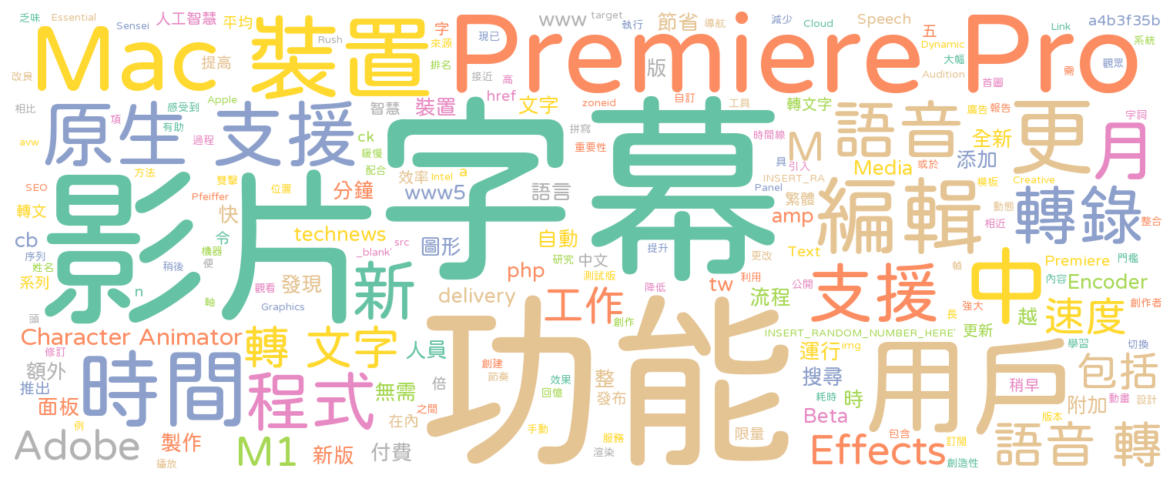 乏味 Sensei 人工智慧 平均 www target 執行 節省 導航 減少 Cloud Speech 五 Dynamic Link a4b3f35b
Essential Mac Rush 裝置 字 來源 現已 Premiere Pro 大幅 系統
改良 提高 排名 接近 高 版 Audition 首圖 需 觀眾
相比 感受到 Apple 智慧 裝置 href 文字 zoneid 自訂 工具 轉文字 廣告 報告 字詞
原生 支援 項 有助 過程 ck 拼寫 重要性 時間線 M 語音 全新 更 月
avw 方法 緩慢 配合 字幕 具 引入 添加 Media 或於
SEO Pfeiffer 雙擊 位置 分鐘 效率 Intel a www5 語言 INSERT_RA Panel 繁體 模板 Creative
轉文 影片 快 令 technews 圖形 _blank' src 自動 amp 編輯 動態 相近 轉錄 整合
cb 序列 姓名 機器 便 研究 中文 提升 更改 Text 幀 Premiere 門檻
系列 n 稍後 觀看 發現 新 php 測試版 利用 tw 公開 支援 中 內容 Encoder
軸 Graphics delivery 降低 流程 強大 越 長 速度 創作者
頭 Character Animator 轉 文字 工作 創作 INSERT_RANDOM_NUMBER_HERE' 更新
修訂 人員 功能 運行 img 用戶 學習 切換
額外 時間 創建 節奏 效果 回憶 整 搜尋 包括
推出 程式 無需 倍 發布 耗時 時 稍早 動畫 設計
面板 例 在內 之間 Beta 附加 版本
Adobe 製作 M1 新版 付費 手動 服務 限量 包含 Effects 訂閱 語音 轉
播放 渲染 創造性